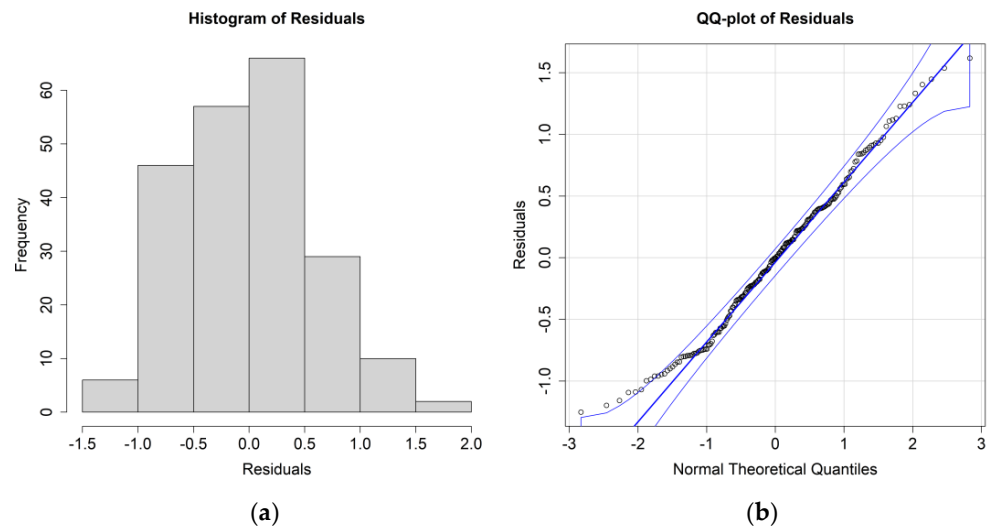 Histogram of Residuals
Frequency
60
50
40
30
20
10
0
-1.5 -1.0 -0.5 0.0 0.5 1.0 1.5 2.0
Residuals
(a)
QQ-plot of Residuals
Residuals
1.5
1.0
0.5
0.0
-0.5
-1.0
-3 -2 -1 0 1 2 3
Normal Theoretical Quantiles
(b)